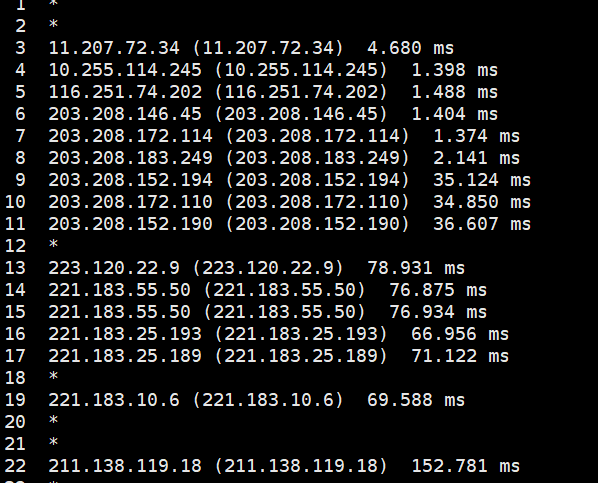 1 *
2 *
3 11.207.72.34 (11.207.72.34) 4.680 ms
4 10.255.114.245 (10.255.114.245) 1.398 ms
5 116.251.74.202 (116.251.74.202) 1.488 ms
6 203.208.146.45 (203.208.146.45) 1.404 ms
7 203.208.172.114 (203.208.172.114) 1.374 ms
8 203.208.183.249 (203.208.183.249) 2.141 ms
9 203.208.152.194 (203.208.152.194) 35.124 ms
10 203.208.172.110 (203.208.172.110) 34.850 ms
11 203.208.152.190 (203.208.152.190) 36.607 ms
12 *
13 223.120.22.9 (223.120.22.9) 78.931 ms
14 221.183.55.50 (221.183.55.50) 76.875 ms
15 221.183.55.50 (221.183.55.50) 76.934 ms
16 221.183.25.193 (221.183.25.193) 66.956 ms
17 221.183.25.189 (221.183.25.189) 71.122 ms
18 *
19 221.183.10.6 (221.183.10.6) 69.588 ms
20 *
21 *
22 211.138.119.18 (211.138.119.18) 152.781 ms